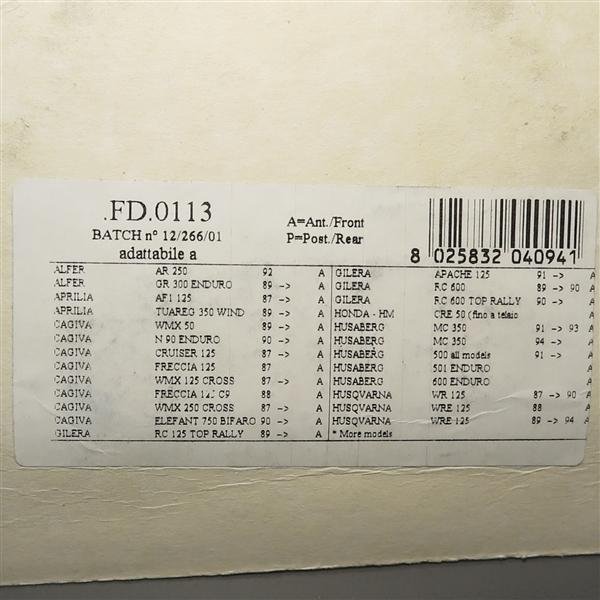 .FD.0113
BATCH n° 12/266/01
adattabile a
A=Ant./Front
P=Post./Rear
8 025832 040941
ALFER AR 250 92 A
ALFER GR 300 ENDURO 89 -> A
APRILIA AF1 125 87 -> A
APRILIA TUAREG 350 WIND 89 -> A
CAGIVA WMX 50 89 -> A
CAGIVA N 90 ENDURO 90 -> A
CAGIVA CRUISER 125 87 -> A
CAGIVA FRECCIA 125 87 A
CAGIVA WMX 125 CROSS 87 -> A
CAGIVA FRECCIA 125 C9 88 A
CAGIVA WMX 250 CROSS 87 -> A
CAGIVA ELEFANT 750 BIFARO 90 -> A
GILERA RC 125 TOP RALLY 89 -> A
GILERA APACHE 125 91 -> A
GILERA RC 600 89 -> 90 A
GILERA RC 600 TOP RALLY 90 -> A
HONDA - HM CRE 50 (fino a telaio A
HUSABERG MC 350 91 -> 93 A
HUSABERG MC 350 94 -> A
HUSABERG 500 all models 91 -> A
HUSABERG 501 ENDURO A
HUSABERG 600 ENDURO A
HUSQVARNA WR 125 87 -> 90 A
HUSQVARNA WRE 125 88 A
HUSQVARNA WRE 125 89 -> 94 A
* More models